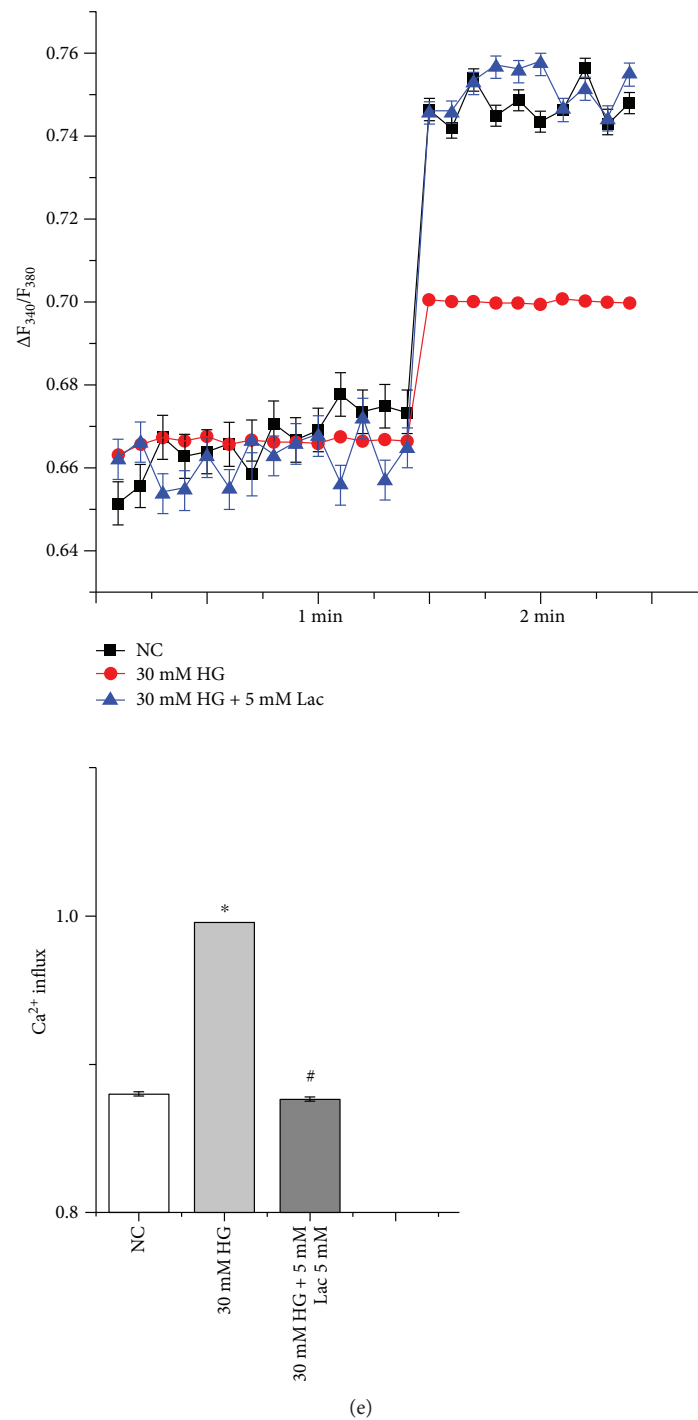 0.76
0.74
0.72
0.70
0.68
0.66
0.64
ΔF340/F380
1 min 2 min
NC
30 mM HG
30 mM HG + 5 mM Lac
1.0
0.8
Ca2+ influx
*
#
NC
30 mM HG
30 mM HG + 5 mM
Lac 5 mM
(e)